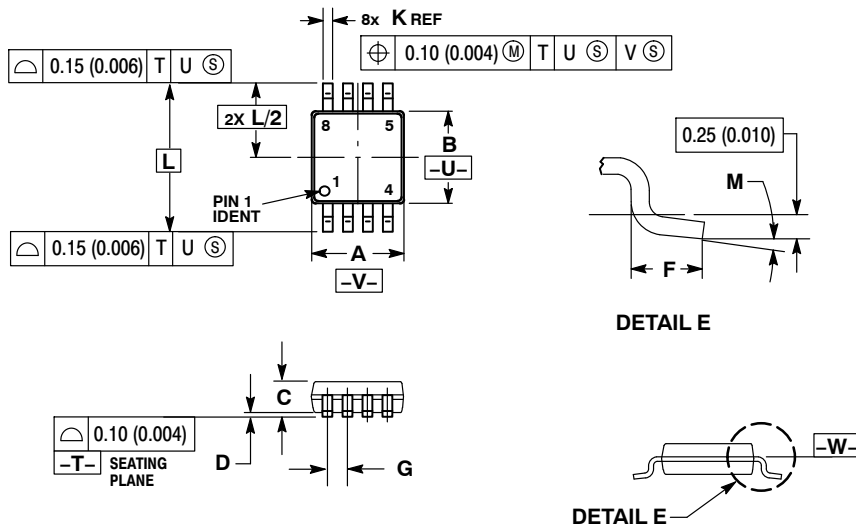 8x K REF
⌖ 0.10 (0.004) Ⓜ T U Ⓢ V Ⓢ
⌓ 0.15 (0.006) T U Ⓢ
2X L/2
L
8 5
B
–U–
PIN 1
IDENT
1 4
⌓ 0.15 (0.006) T U Ⓢ
A
–V–
0.25 (0.010)
M
F
DETAIL E
C
⌓ 0.10 (0.004)
–T– SEATING
PLANE
D
G
–W–
DETAIL E